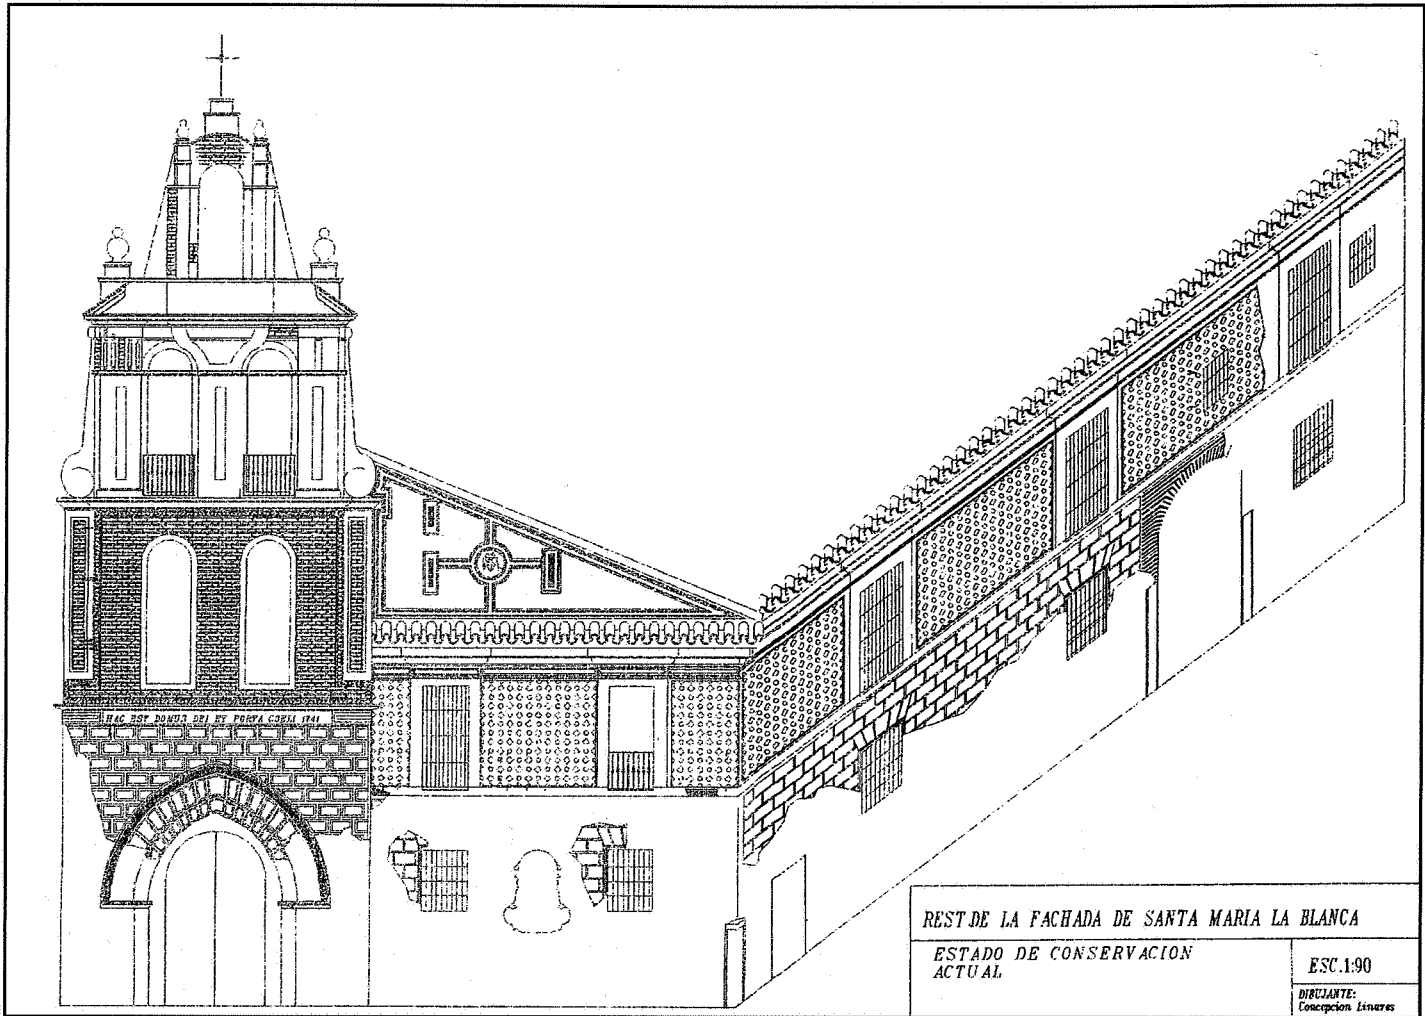 HAC EST DOMUS DEI ET PORTA COELI 1741
REST.DE LA FACHADA DE SANTA MARIA LA BLANCA
ESTADO DE CONSERVACION
ACTUAL
ESC.1:90
DIBUJANTE:
Concepcion Linares